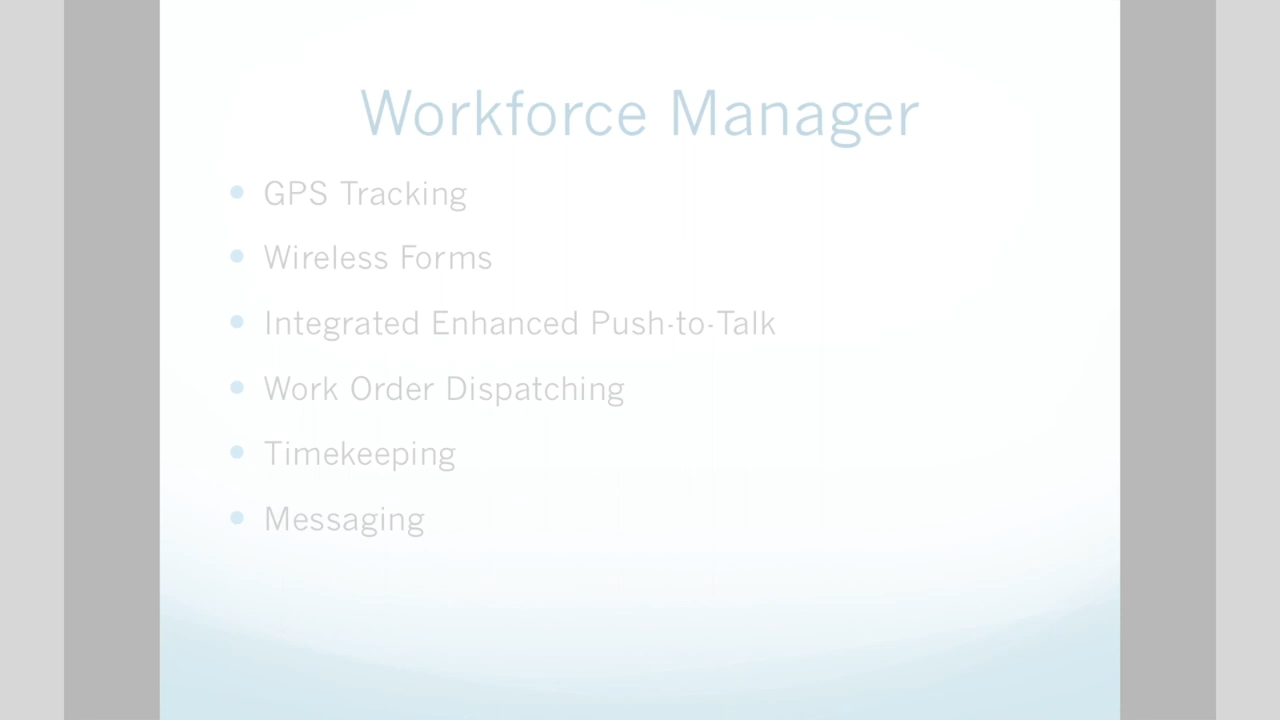 Workforce Manager
GPS Tracking
Wireless Forms
Integrated Enhanced Push-to-Talk
Work Order Dispatching
Timekeeping
Messaging